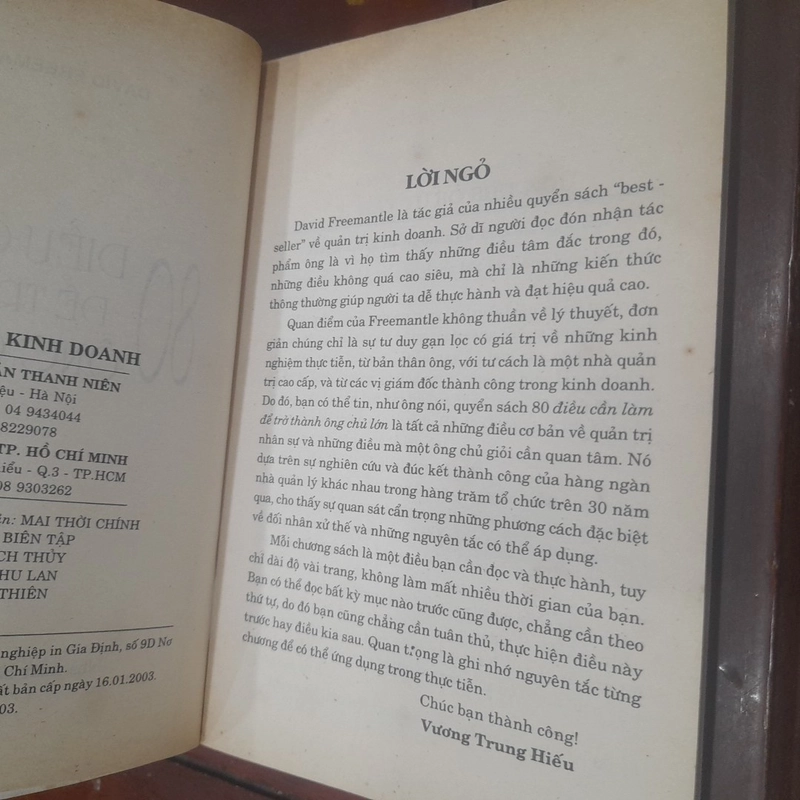 KINH DOANH
THANH NIÊN
- Hà Nội
04 9434044
8229078
TP. HỒ CHÍ MINH
- Q.3 - TP.HCM
08 9303262
MAI THỜI CHÍNH
BIÊN TẬP
THỦY
LAN
THIÊN
nghiệp in Gia Định, số 9D Nơ
Chí Minh.
bản cấp ngày 16.01.2003.
LỜI NGỎ
David Freemantle là tác giả của nhiều quyển sách "best -
seller" về quản trị kinh doanh. Sở dĩ người đọc đón nhận tác
phẩm ông là vì họ tìm thấy những điều tâm đắc trong đó,
những điều không quá cao siêu, mà chỉ là những kiến thức
thông thường giúp người ta dễ thực hành và đạt hiệu quả cao.
Quan điểm của Freemantle không thuần về lý thuyết, đơn
giản chúng chỉ là sự tư duy gạn lọc có giá trị về những kinh
nghiệm thực tiễn, từ bản thân ông, với tư cách là một nhà quản
trị cao cấp, và từ các vị giám đốc thành công trong kinh doanh.
Do đó, bạn có thể tin, như ông nói, quyển sách 80 điều cần làm
để trở thành ông chủ lớn là tất cả những điều cơ bản về quản trị
nhân sự và những điều mà một ông chủ giỏi cần quan tâm. Nó
dựa trên sự nghiên cứu và đúc kết thành công của hàng ngàn
nhà quản lý khác nhau trong hàng trăm tổ chức trên 30 năm
qua, cho thấy sự quan sát cẩn trọng những phương cách đặc biệt
về đối nhân xử thế và những nguyên tắc có thể áp dụng.
Mỗi chương sách là một điều bạn cần đọc và thực hành, tuy
chỉ dài độ vài trang, không làm mất nhiều thời gian của bạn.
Bạn có thể đọc bất kỳ mục nào trước cũng được, chẳng cần theo
thứ tự, do đó bạn cũng chẳng cần tuân thủ, thực hiện điều này
trước hay điều kia sau. Quan trọng là ghi nhớ nguyên tắc từng
chương để có thể ứng dụng trong thực tiễn.
Chúc bạn thành công!
Vương Trung Hiếu